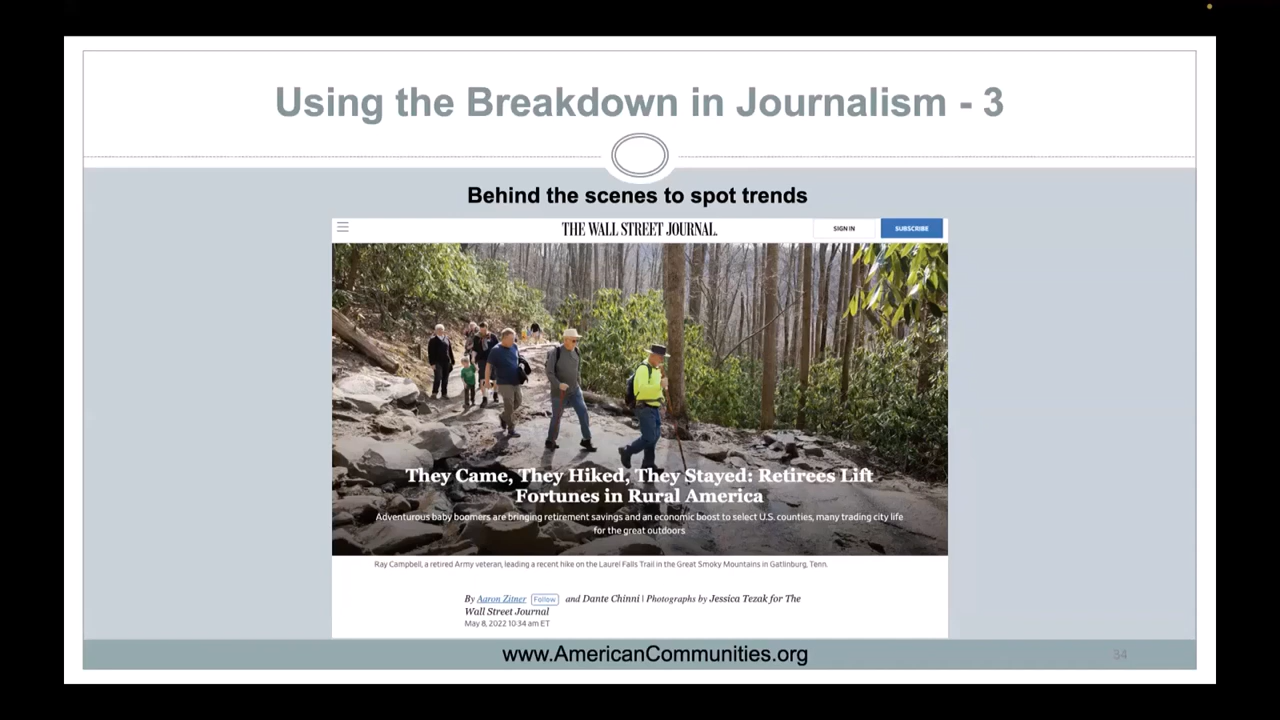 Using the Breakdown in Journalism - 3
Behind the scenes to spot trends
THE WALL STREET JOURNAL.
SIGN IN
SUBSCRIBE
They Came, They Hiked, They Stayed: Retirees Lift
Fortunes in Rural America
Adventurous baby boomers are bringing retirement savings and an economic boost to select U.S. counties, many trading city life
for the great outdoors
Ray Campbell, a retired Army veteran, leading a recent hike on the Laurel Falls Trail in the Great Smoky Mountains in Gatlinburg, Tenn.
By Aaron Zitner Follow and Dante Chinni | Photographs by Jessica Tezak for The
Wall Street Journal
May 8, 2022 10:34 am ET
www.AmericanCommunities.org
34